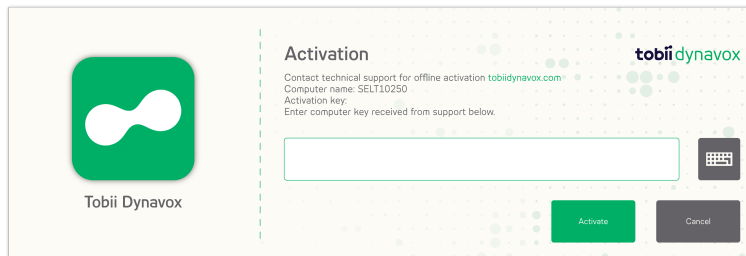 Activation
tobii dynavox
Contact technical support for offline activation tobiidynavox.com
Computer name: SELT10250
Activation key:
Enter computer key received from support below.
Tobii Dynavox
Activate
Cancel